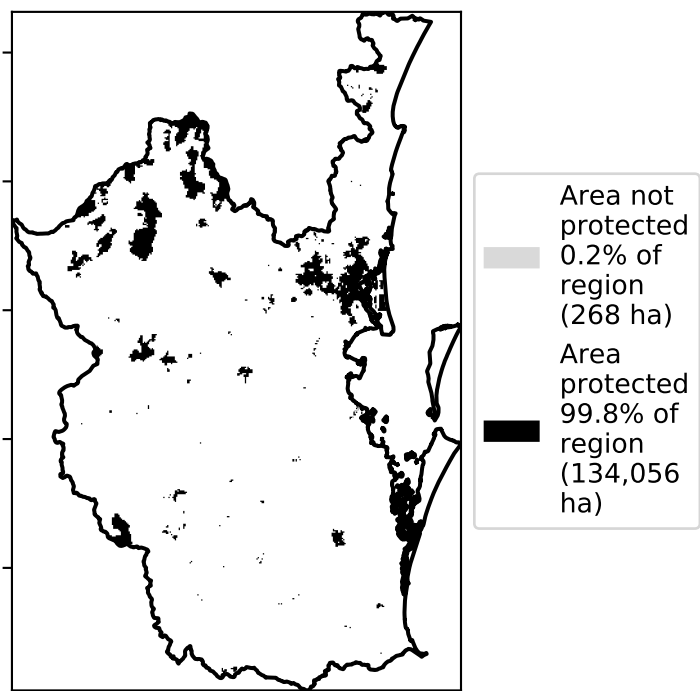 Area not
protected
0.2% of
region
(268 ha)
Area
protected
99.8% of
region
(134,056
ha)